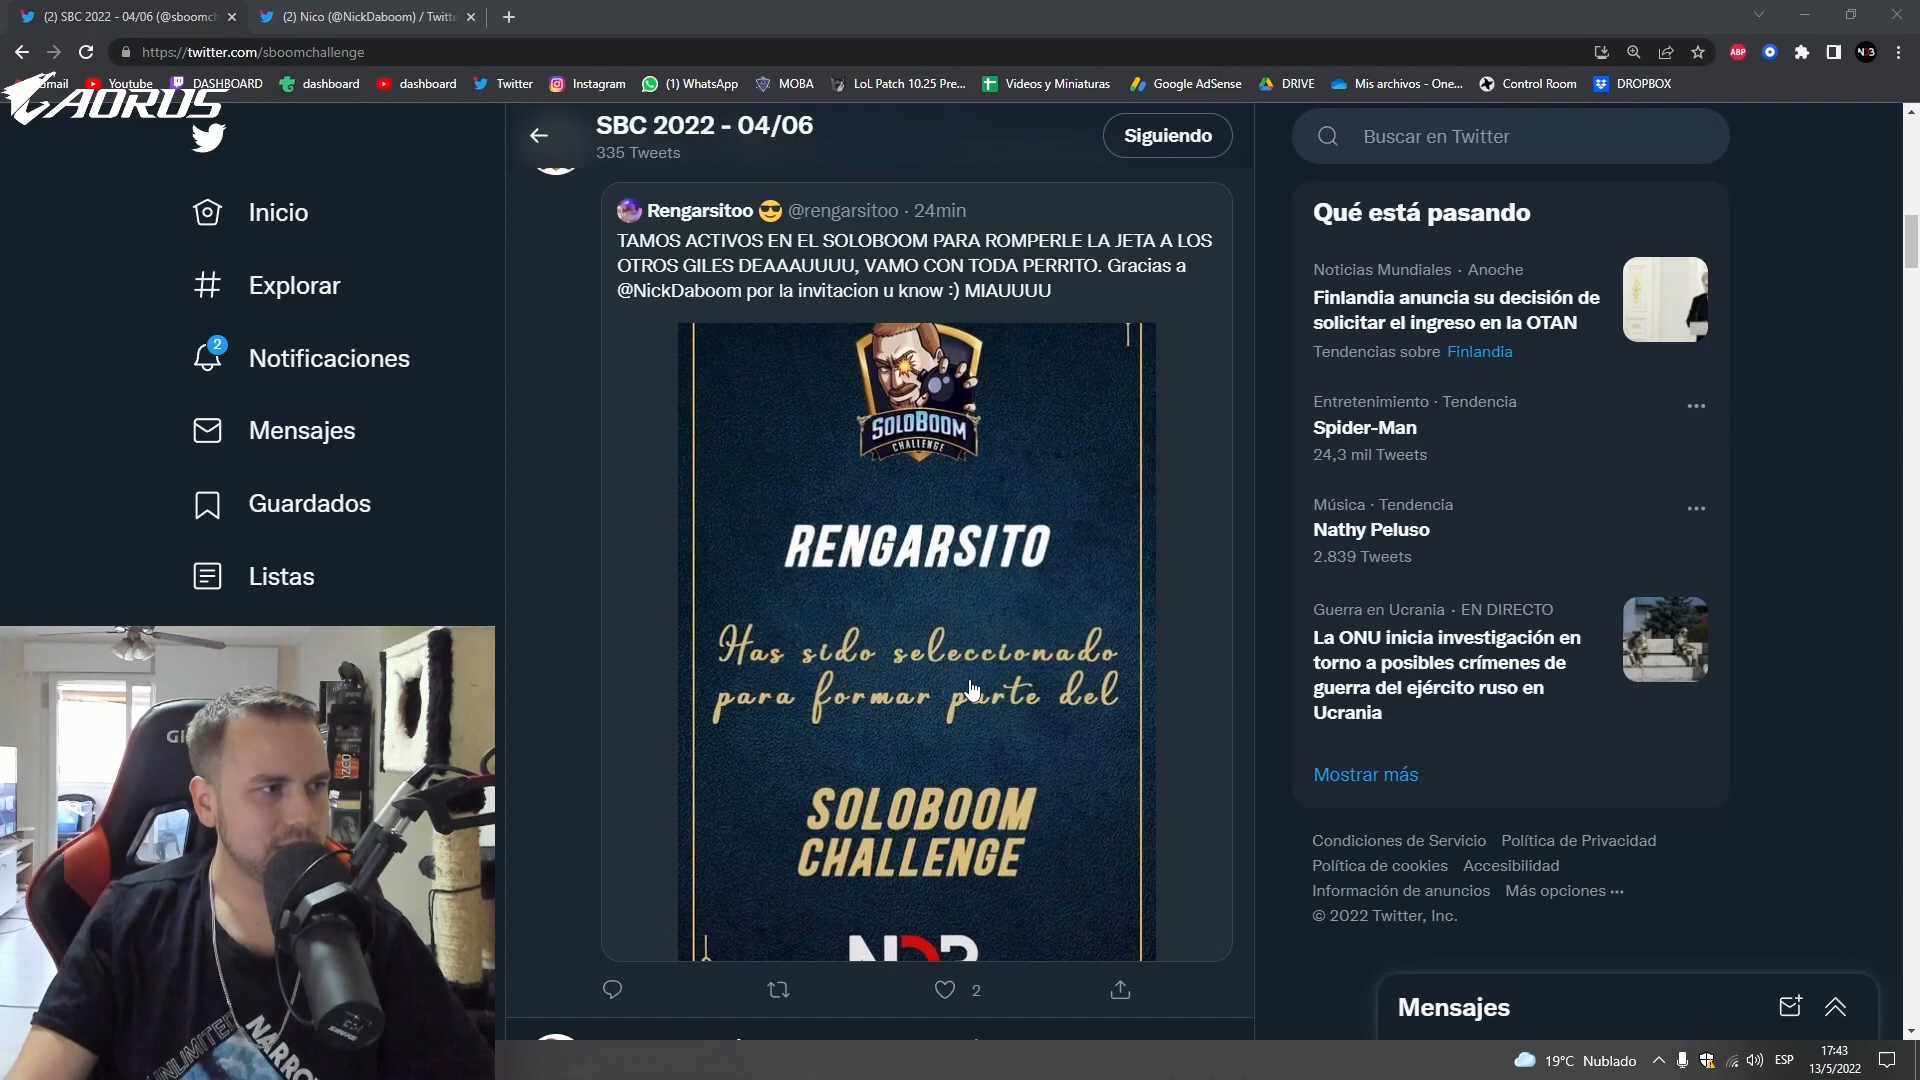 (2) SBC 2022 - 04/06 (@sboomch
(2) Nico (@NickDaboom) / Twitte
https://twitter.com/sboomchallenge
ABP
Gmail
Youtube
DASHBOARD
dashboard
dashboard
Twitter
Instagram
(1) WhatsApp
MOBA
LoL Patch 10.25 Pre...
Videos y Miniaturas
Google AdSense
DRIVE
Mis archivos - One...
Control Room
DROPBOX
AORUS
SBC 2022 - 04/06
335 Tweets
Siguiendo
Buscar en Twitter
Inicio
Explorar
2
Notificaciones
Mensajes
Guardados
Listas
Rengarsitoo 😎 @rengarsitoo · 24min
TAMOS ACTIVOS EN EL SOLOBOOM PARA ROMPERLE LA JETA A LOS
OTROS GILES DEAAAUUUU, VAMO CON TODA PERRITO. Gracias a
@NickDaboom por la invitacion u know :) MIAUUUU
SOLOBOOM
CHALLENGE
RENGARSITO
Has sido seleccionado
para formar parte del
SOLOBOOM
CHALLENGE
2
Qué está pasando
Noticias Mundiales · Anoche
Finlandia anuncia su decisión de
solicitar el ingreso en la OTAN
Tendencias sobre Finlandia
Entretenimiento · Tendencia
Spider-Man
24,3 mil Tweets
Música · Tendencia
Nathy Peluso
2.839 Tweets
Guerra en Ucrania · EN DIRECTO
La ONU inicia investigación en
torno a posibles crímenes de
guerra del ejército ruso en
Ucrania
Mostrar más
Condiciones de Servicio Política de Privacidad
Política de cookies Accesibilidad
Información de anuncios Más opciones ···
© 2022 Twitter, Inc.
Mensajes
UNLIMITED
19°C Nublado
ESP
17:43
13/5/2022